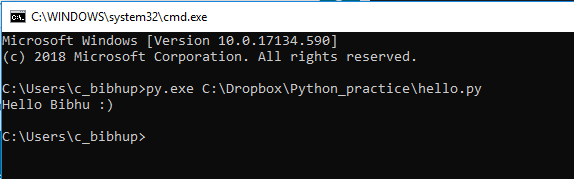 C:\WINDOWS\system32\cmd.exe
Microsoft Windows [Version 10.0.17134.590]
(c) 2018 Microsoft Corporation. All rights reserved.
C:\Users\c_bibhup>py.exe C:\Dropbox\Python_practice\hello.py
Hello Bibhu :)
C:\Users\c_bibhup>